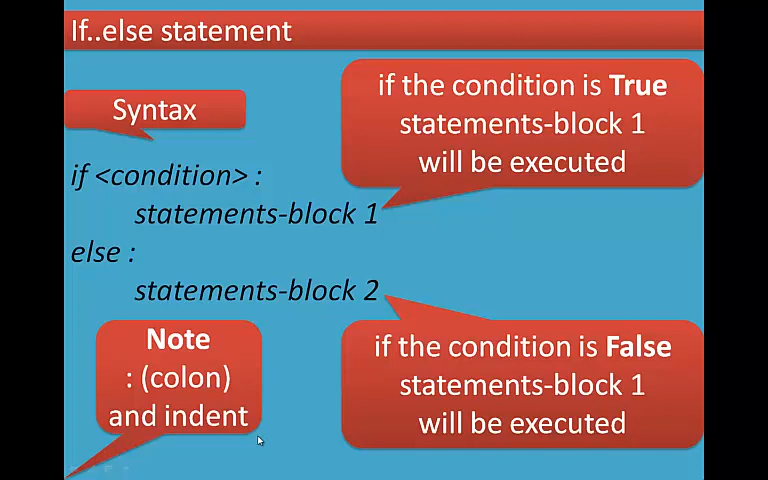 If..else statement
Syntax
if the condition is True
statements-block 1
will be executed
if <condition> :
statements-block 1
else :
statements-block 2
Note
: (colon)
and indent
if the condition is False
statements-block 1
will be executed